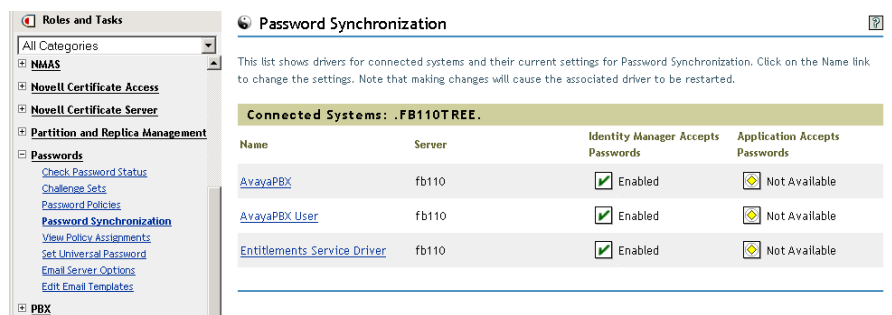 Roles and Tasks
All Categories
NMAS
Novell Certificate Access
Novell Certificate Server
Partition and Replica Management
Passwords
Check Password Status
Challenge Sets
Password Policies
Password Synchronization
View Policy Assignments
Set Universal Password
Email Server Options
Edit Email Templates
PBX
Password Synchronization
?
This list shows drivers for connected systems and their current settings for Password Synchronization. Click on the Name link
to change the settings. Note that making changes will cause the associated driver to be restarted.
Connected Systems: .FB110TREE.
Name Server Identity Manager Accepts Passwords Application Accepts Passwords
AvayaPBX fb110 Enabled Not Available
AvayaPBX User fb110 Enabled Not Available
Entitlements Service Driver fb110 Enabled Not Available